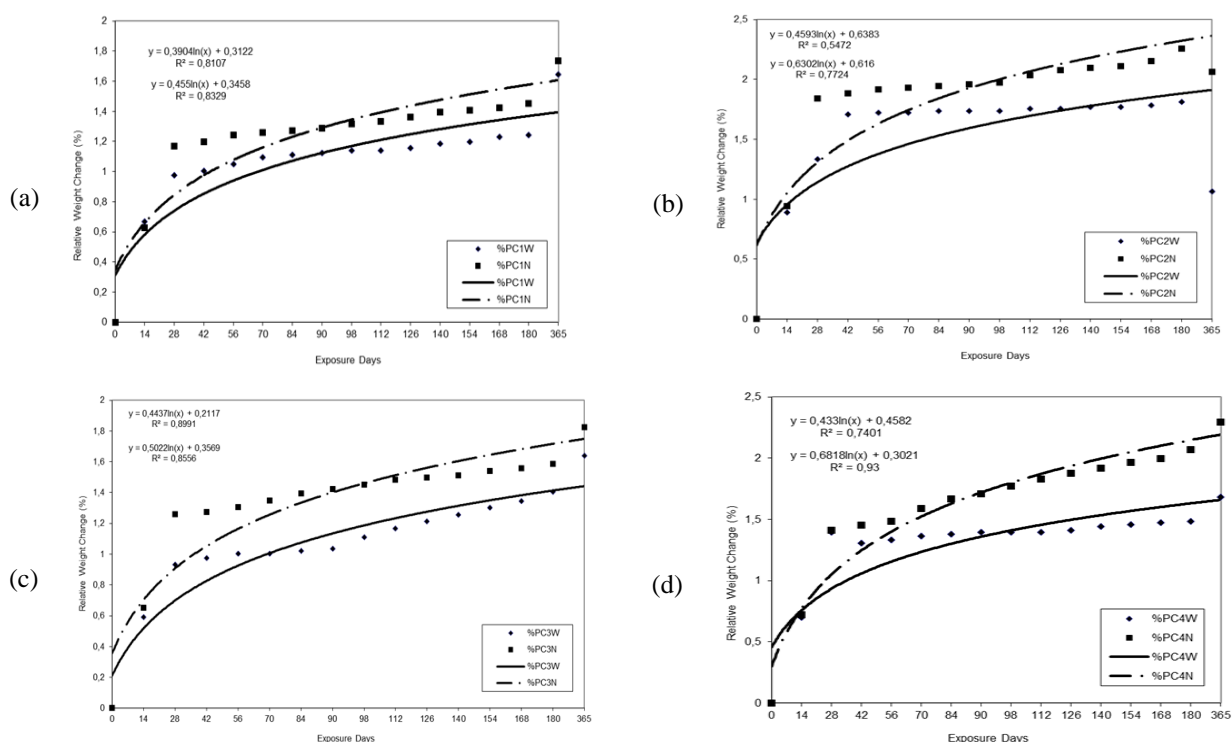 (a)
2
1,8
1,6
1,4
1,2
1
0,8
0,6
0,4
0,2
0
Relative Weight Change (%)
y = 0,3904ln(x) + 0,3122
R² = 0,8107
y = 0,455ln(x) + 0,3458
R² = 0,8329
%PC1W
%PC1N
%PC1W
%PC1N
0 14 28 42 56 70 84 90 98 112 126 154 168 180 365
Exposure Days
(b)
2,5
2
1,5
1
0,5
0
Relative Weight Change (%)
y = 0,4593ln(x) + 0,6383
R² = 0,5472
y = 0,6302ln(x) + 0,616
R² = 0,7724
%PC2W
%PC2N
%PC2W
%PC2N
0 14 28 42 56 70 84 90 98 112 126 140 154 168 180 365
Exposure Days
(c)
2
1,8
1,6
1,4
1,2
1
0,8
0,6
0,4
0,2
0
Relative Weight Change (%)
y = 0,4437ln(x) + 0,2117
R² = 0,8991
y = 0,5022ln(x) + 0,3569
R² = 0,8556
%PC3W
%PC3N
%PC3W
%PC3N
0 14 28 42 56 70 84 90 98 112 126 140 154 168 180 365
Exposure Days
(d)
2,5
2
1,5
1
0,5
0
Relative Weight Change (%)
y = 0,433ln(x) + 0,4582
R² = 0,7401
y = 0,6818ln(x) + 0,3021
R² = 0,93
%PC4W
%PC4N
%PC4W
%PC4N
0 14 28 42 56 70 84 90 98 112 126 140 154 168 180 365
Exposure Days